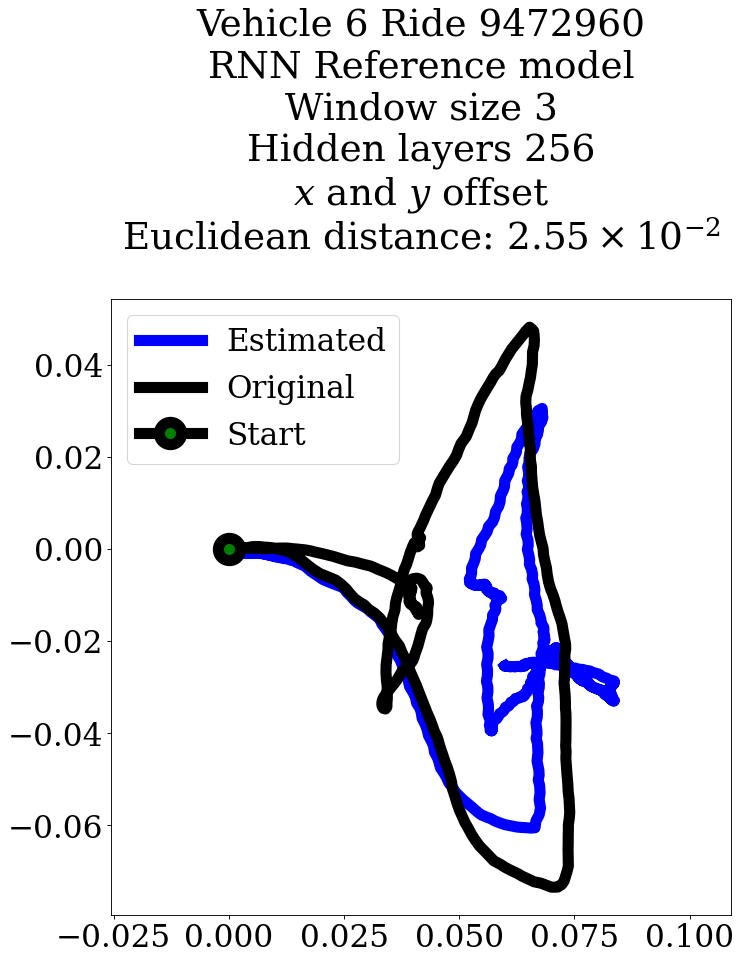 Vehicle 6 Ride 9472960
RNN Reference model
Window size 3
Hidden layers 256
x and y offset
Euclidean distance: 2.55 × 10⁻²
Estimated
Original
Start
0.04
0.02
0.00
−0.02
−0.04
−0.06
−0.025 0.000 0.025 0.050 0.075 0.100